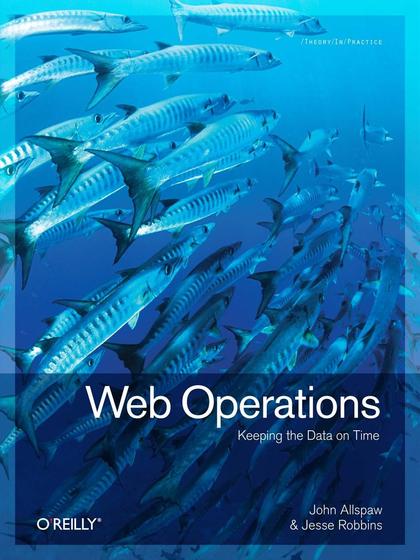 /THEORY/IN/PRACTICE
Web Operations
Keeping the Data on Time
John Allspaw
& Jesse Robbins
O'REILLY®